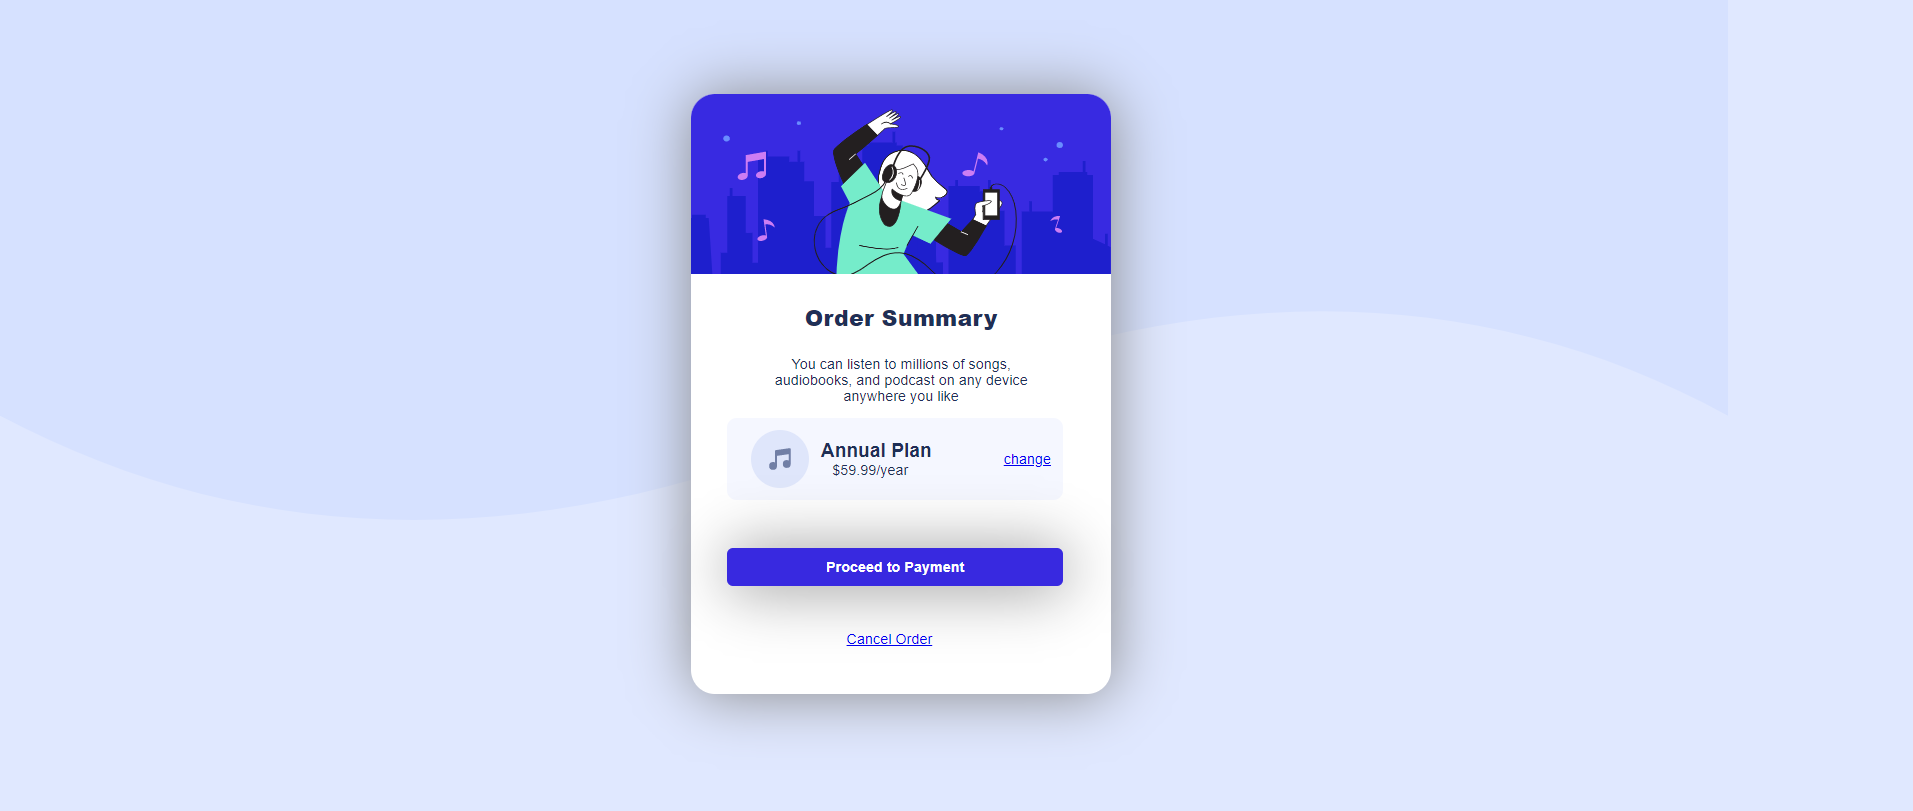 Order Summary
You can listen to millions of songs,
audiobooks, and podcast on any device
anywhere you like
Annual Plan
$59.99/year
change
Proceed to Payment
Cancel Order